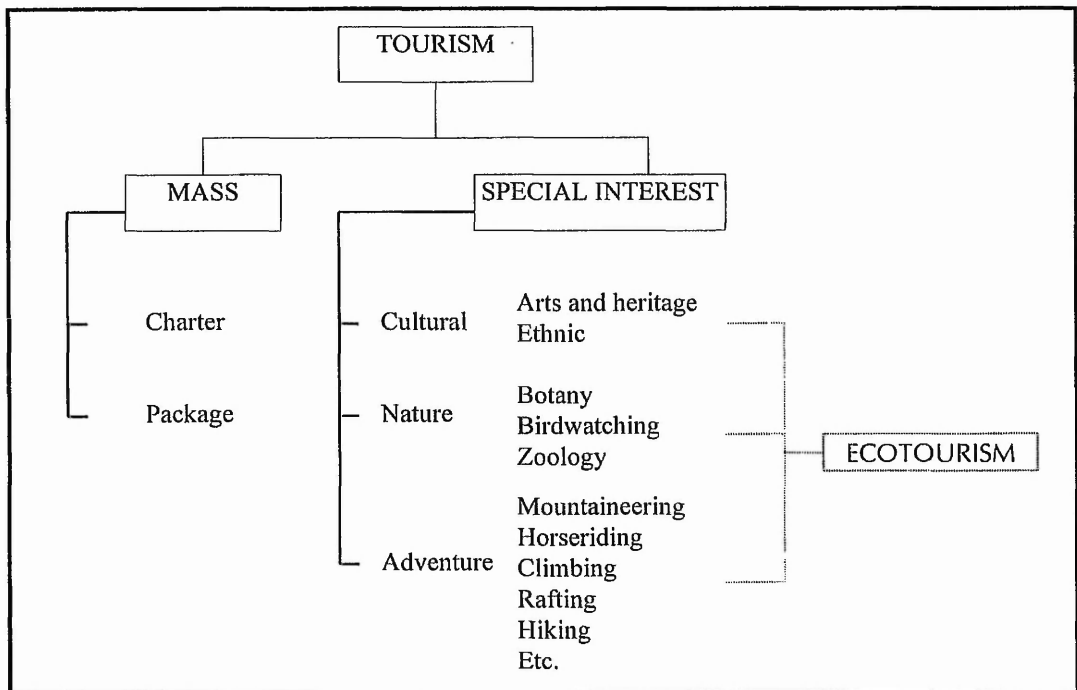 TOURISM
MASS
SPECIAL INTEREST
Charter
Package
Cultural
Arts and heritage
Ethnic
Nature
Botany
Birdwatching
Zoology
Adventure
Mountaineering
Horseriding
Climbing
Rafting
Hiking
Etc.
ECOTOURISM